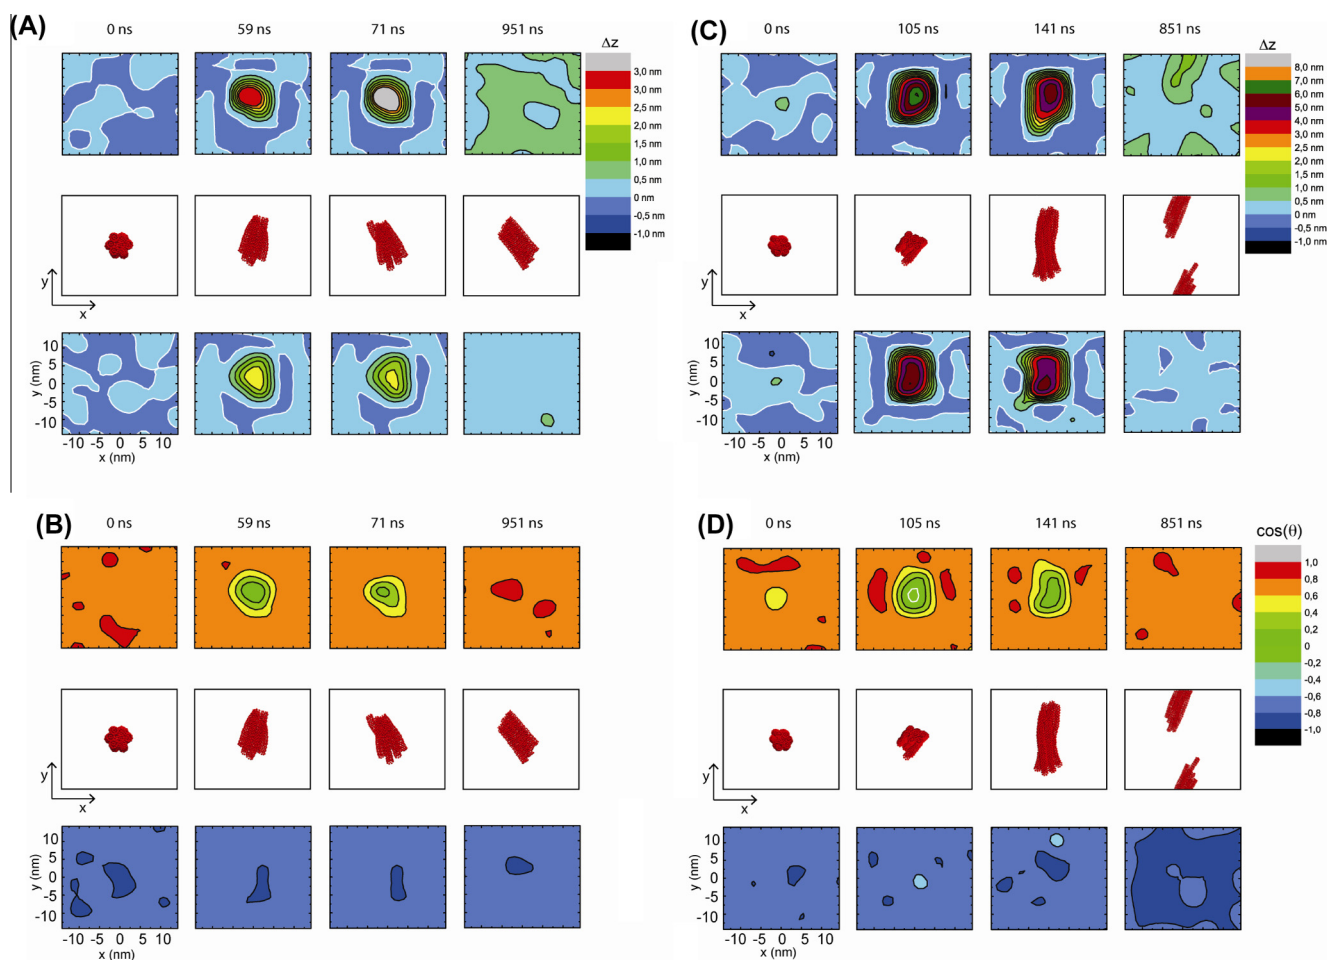 (A)
0 ns 59 ns 71 ns 951 ns
Δz
3,0 nm
3,0 nm
2,5 nm
2,0 nm
1,5 nm
1,0 nm
0,5 nm
0 nm
-0,5 nm
-1,0 nm
y
x
y (nm)
10
5
0
-5
-10
-10 -5 0 5 10
x (nm)
(C)
0 ns 105 ns 141 ns 851 ns
Δz
8,0 nm
7,0 nm
6,0 nm
5,0 nm
4,0 nm
3,0 nm
2,5 nm
2,0 nm
1,5 nm
1,0 nm
0,5 nm
0 nm
-0,5 nm
-1,0 nm
y
x
y (nm)
10
5
0
-5
-10
-10 -5 0 5 10
x (nm)
(B)
0 ns 59 ns 71 ns 951 ns
y
x
y (nm)
10
5
0
-5
-10
-10 -5 0 5 10
x (nm)
(D)
0 ns 105 ns 141 ns 851 ns
cos(θ)
1,0
0,8
0,6
0,4
0,2
0
-0,2
-0,4
-0,6
-0,8
-1,0
y
x
y (nm)
10
5
0
-5
-10
-10 -5 0 5 10
x (nm)